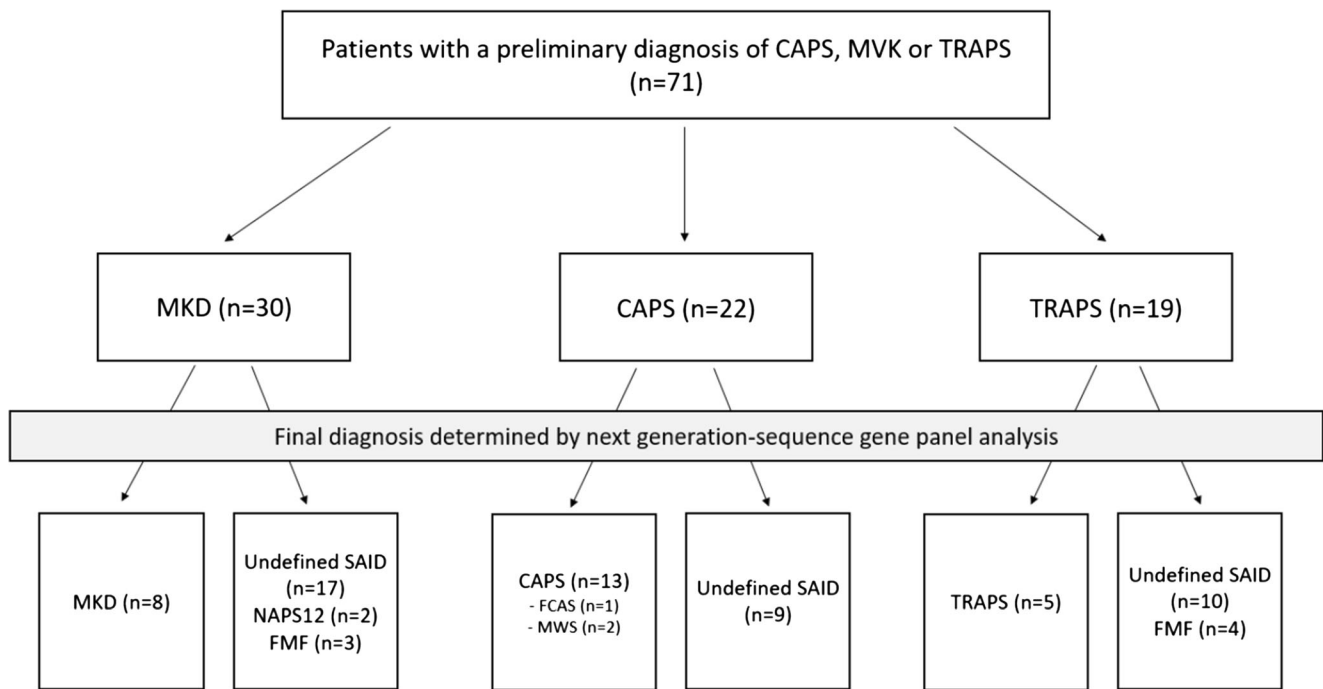 Patients with a preliminary diagnosis of CAPS, MVK or TRAPS
(n=71)
MKD (n=30)
CAPS (n=22)
TRAPS (n=19)
Final diagnosis determined by next generation-sequence gene panel analysis
MKD (n=8)
Undefined SAID
(n=17)
NAPS12 (n=2)
FMF (n=3)
CAPS (n=13)
- FCAS (n=1)
- MWS (n=2)
Undefined SAID
(n=9)
TRAPS (n=5)
Undefined SAID
(n=10)
FMF (n=4)